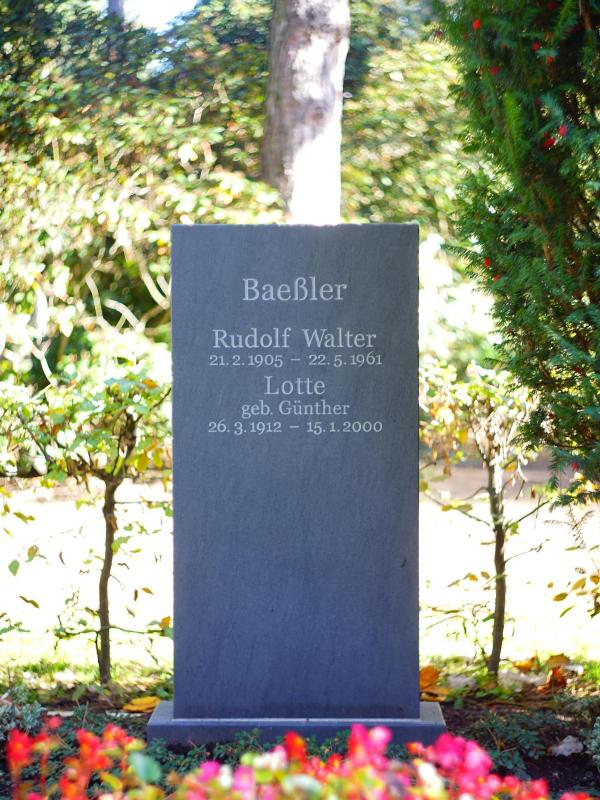 Baeßler
Rudolf Walter
21. 2. 1905 – 22. 5. 1961
Lotte
geb. Günther
26. 3. 1912 – 15. 1. 2000